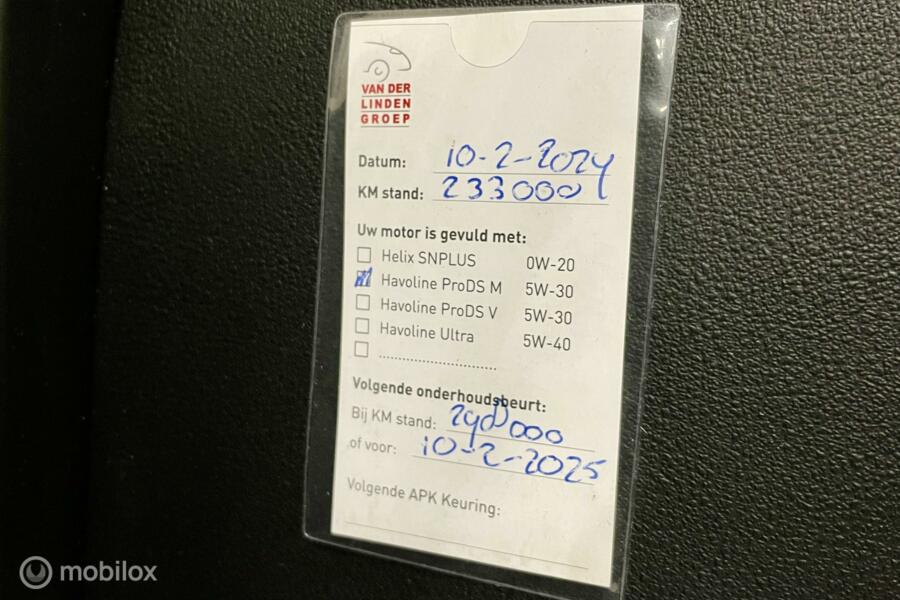 VAN DER
LINDEN
GROEP
Datum: 10-2-2024
KM stand: 233000
Uw motor is gevuld met:
Helix SNPLUS 0W-20
Havoline ProDS M 5W-30
Havoline ProDS V 5W-30
Havoline Ultra 5W-40
..............................
Volgende onderhoudsbeurt:
Bij KM stand: 
of voor: 10-2-2025
Volgende APK Keuring:
mobilox